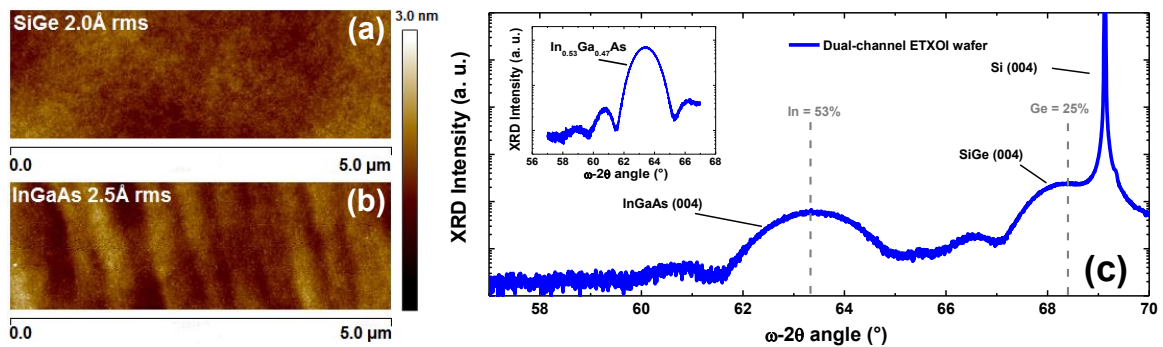 SiGe 2.0Å rms
(a)
3.0 nm
0.0
5.0 µm
InGaAs 2.5Å rms
(b)
0.0
5.0 µm
XRD Intensity (a. u.)
XRD Intensity (a. u.)
In0.53Ga0.47As
56 58 60 62 64 66 68
ω-2θ angle (°)
Dual-channel ETXOI wafer
Si (004)
In = 53%
Ge = 25%
SiGe (004)
InGaAs (004)
(c)
58 60 62 64 66 68 70
ω-2θ angle (°)